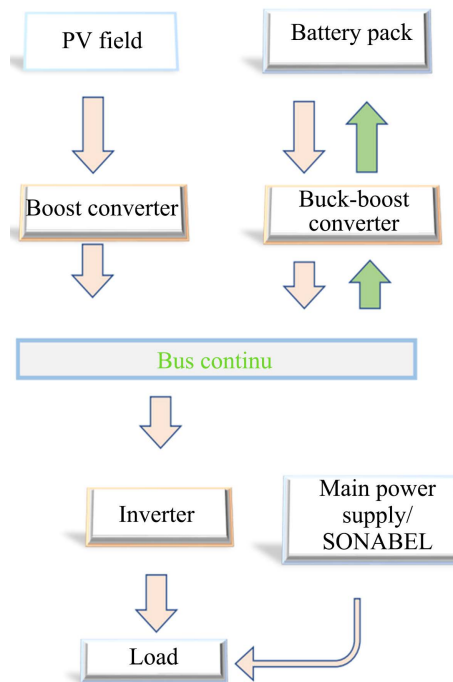 PV field
Battery pack
Boost converter
Buck-boost
converter
Bus continu
Inverter
Main power
supply/
SONABEL
Load